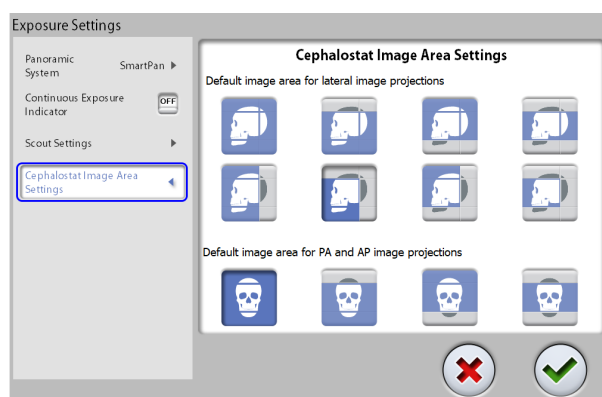 Exposure Settings
Panoramic
System
SmartPan
Continuous Exposure
Indicator
OFF
Scout Settings
Cephalostat Image Area
Settings
Cephalostat Image Area Settings
Default image area for lateral image projections
Default image area for PA and AP image projections